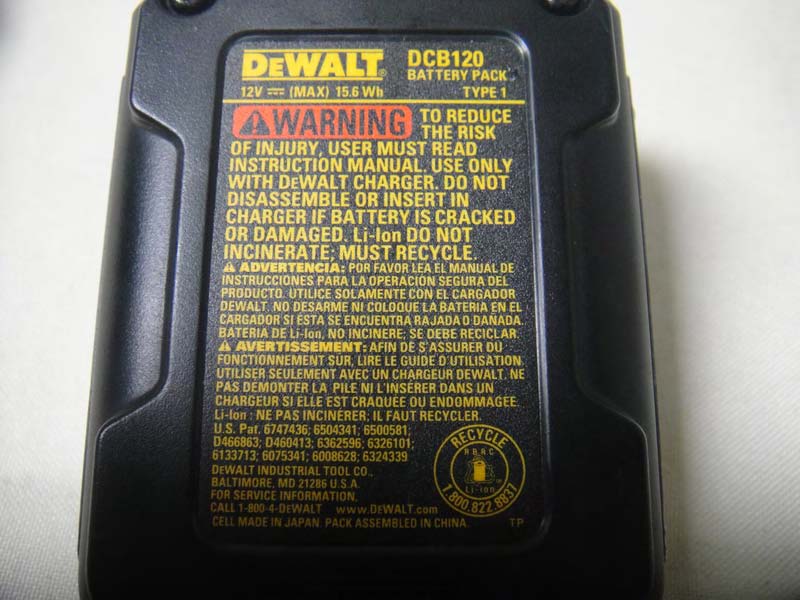 DEWALT® DCB120
BATTERY PACK
12V ⎓ (MAX) 15.6 Wh TYPE 1
WARNING TO REDUCE
THE RISK
OF INJURY, USER MUST READ
INSTRUCTION MANUAL. USE ONLY
WITH DEWALT CHARGER. DO NOT
DISASSEMBLE OR INSERT IN
CHARGER IF BATTERY IS CRACKED
OR DAMAGED. Li-Ion DO NOT
INCINERATE; MUST RECYCLE.
ADVERTENCIA: POR FAVOR LEA EL MANUAL DE
INSTRUCCIONES PARA LA OPERACIÓN SEGURA DEL
PRODUCTO. UTILICE SOLAMENTE CON EL CARGADOR
DEWALT. NO DESARME NI COLOQUE LA BATERIA EN EL
CARGADOR SI ESTA SE ENCUENTRA RAJADA O DAÑADA.
BATERIA DE Li-Ion, NO INCINERE, SE DEBE RECICLAR.
AVERTISSEMENT: AFIN DE S'ASSURER DU
FONCTIONNEMENT SUR, LIRE LE GUIDE D'UTILISATION.
UTILISER SEULEMENT AVEC UN CHARGEUR DEWALT. NE
PAS DEMONTER LA PILE NI L'INSÉRER DANS UN
CHARGEUR SI ELLE EST CRAQUÉE OU ENDOMMAGEE.
Li-Ion : NE PAS INCINÉRER; IL FAUT RECYCLER.
U.S. Pat. 6747436; 6504341; 6500581;
D466863; D460413; 6362596; 6326101;
6133713; 6075341; 6008628; 6324339
DEWALT INDUSTRIAL TOOL CO.,
BALTIMORE, MD 21286 U.S.A.
FOR SERVICE INFORMATION,
CALL 1-800-4-DEWALT www.DEWALT.com
CELL MADE IN JAPAN. PACK ASSEMBLED IN CHINA.
RECYCLE
RBRC
Li-Ion
1.800.822.8837
TP